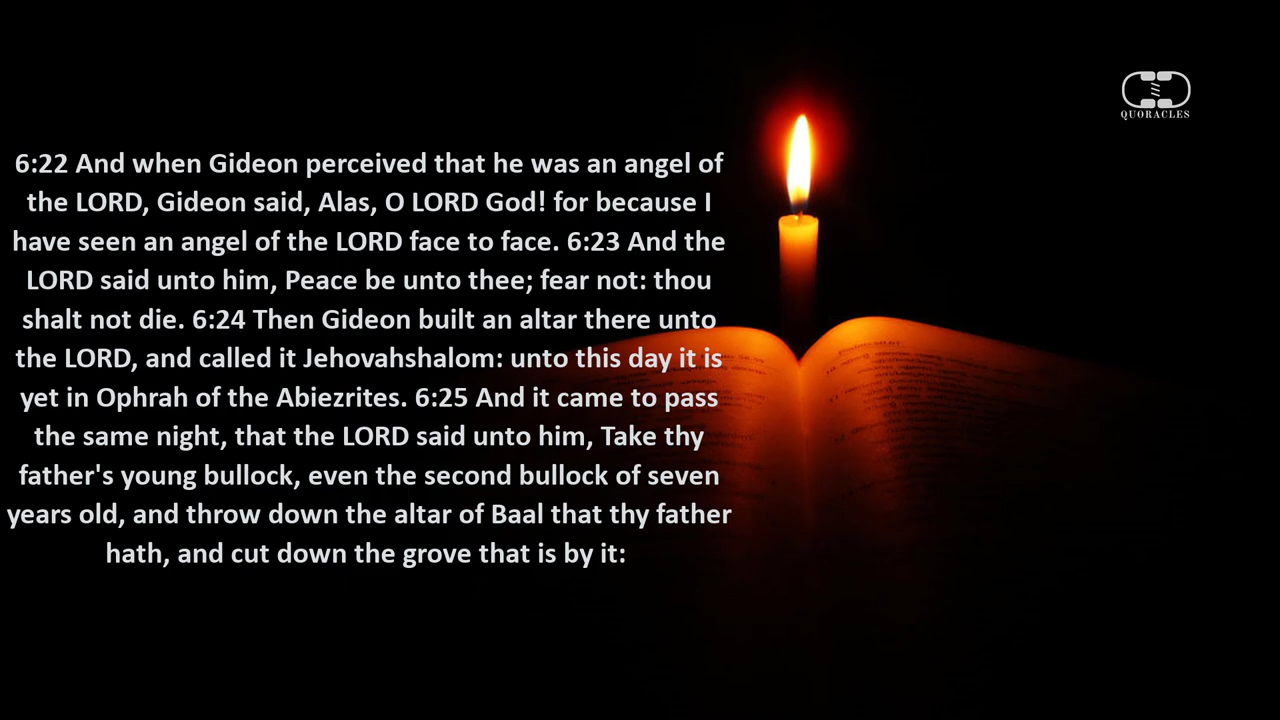 QUORACLES
6:22 And when Gideon perceived that he was an angel of
the LORD, Gideon said, Alas, O LORD God! for because I
have seen an angel of the LORD face to face. 6:23 And the
LORD said unto him, Peace be unto thee; fear not: thou
shalt not die. 6:24 Then Gideon built an altar there unto
the LORD, and called it Jehovahshalom: unto this day it is
yet in Ophrah of the Abiezrites. 6:25 And it came to pass
the same night, that the LORD said unto him, Take thy
father's young bullock, even the second bullock of seven
years old, and throw down the altar of Baal that thy father
hath, and cut down the grove that is by it: